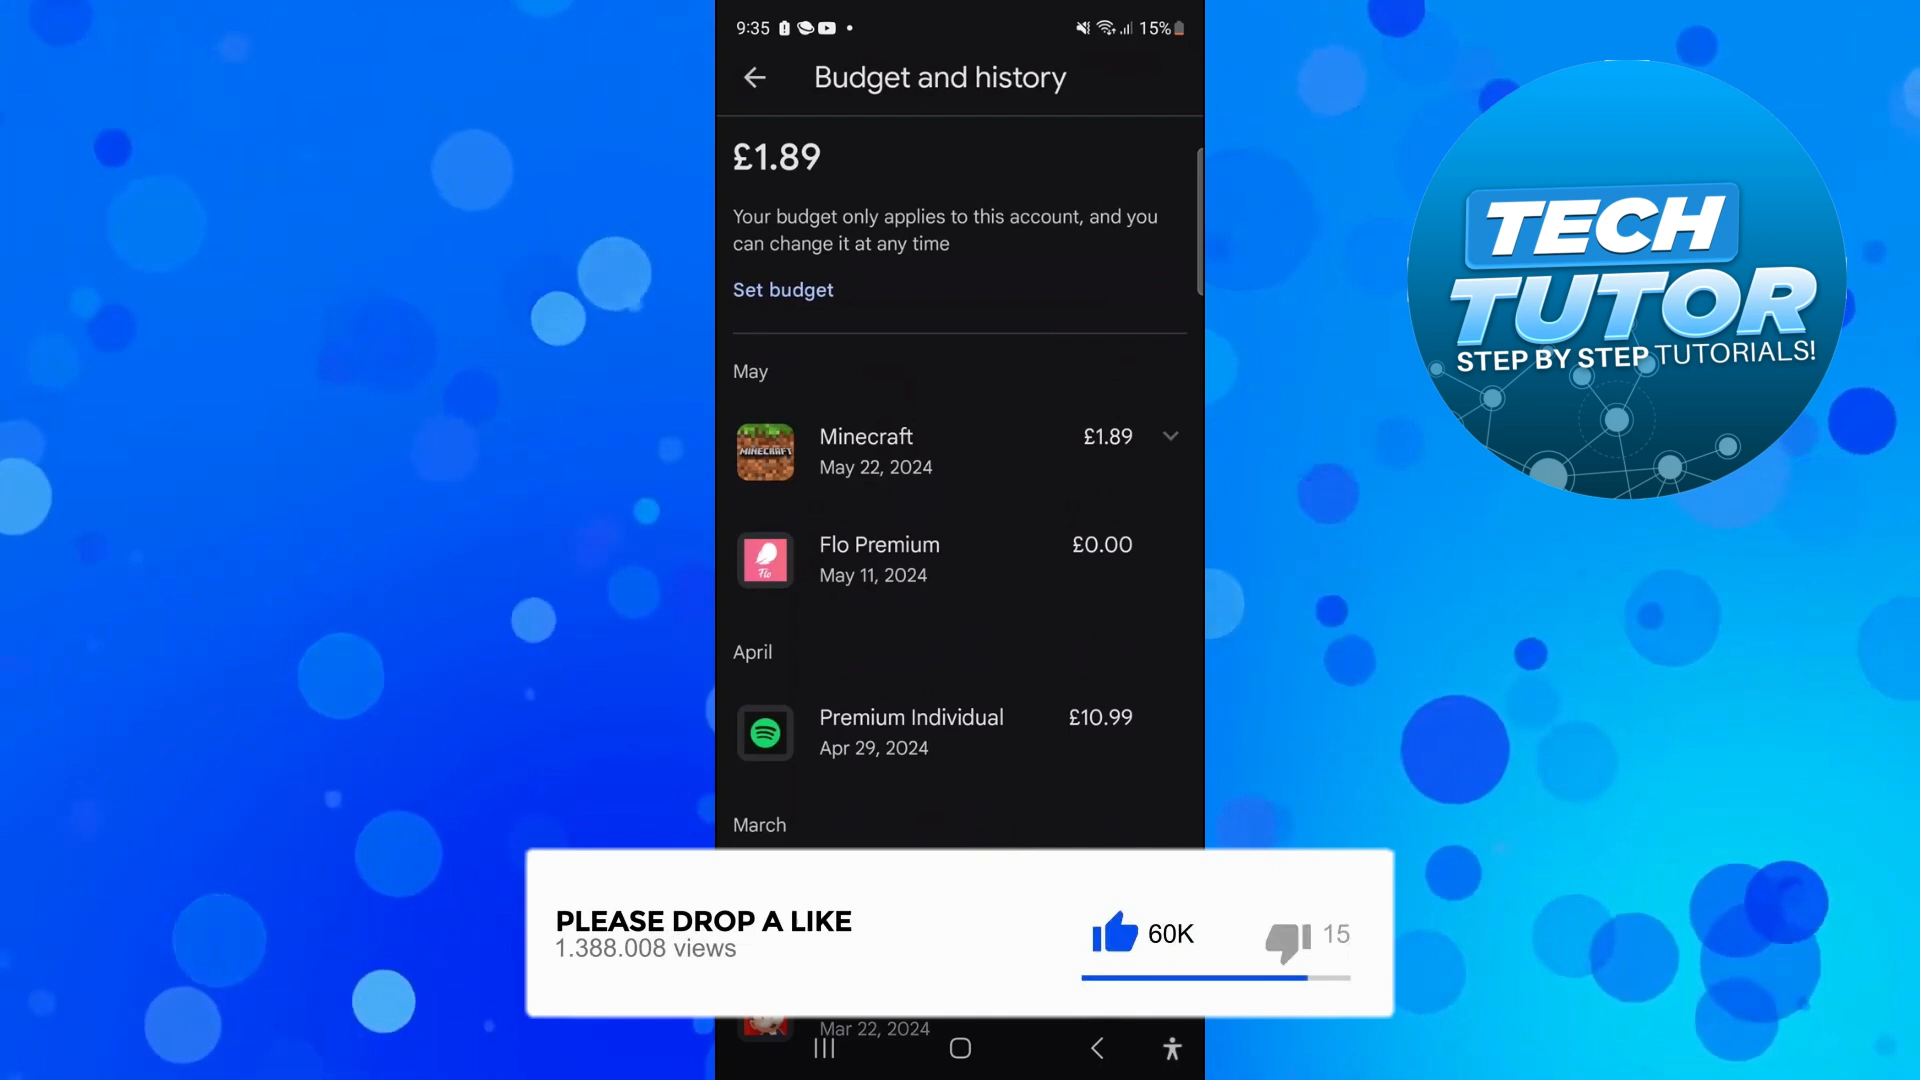 9:35
15%
Budget and history
£1.89
Your budget only applies to this account, and you
can change it at any time
Set budget
May
MINECRAFT
Minecraft
£1.89
May 22, 2024
Flo
Flo Premium
£0.00
May 11, 2024
April
Premium Individual
£10.99
Apr 29, 2024
March
PLEASE DROP A LIKE
1.388.008 views
60K
15
Mar 22, 2024
TECH
TUTOR
STEP BY STEP TUTORIALS!